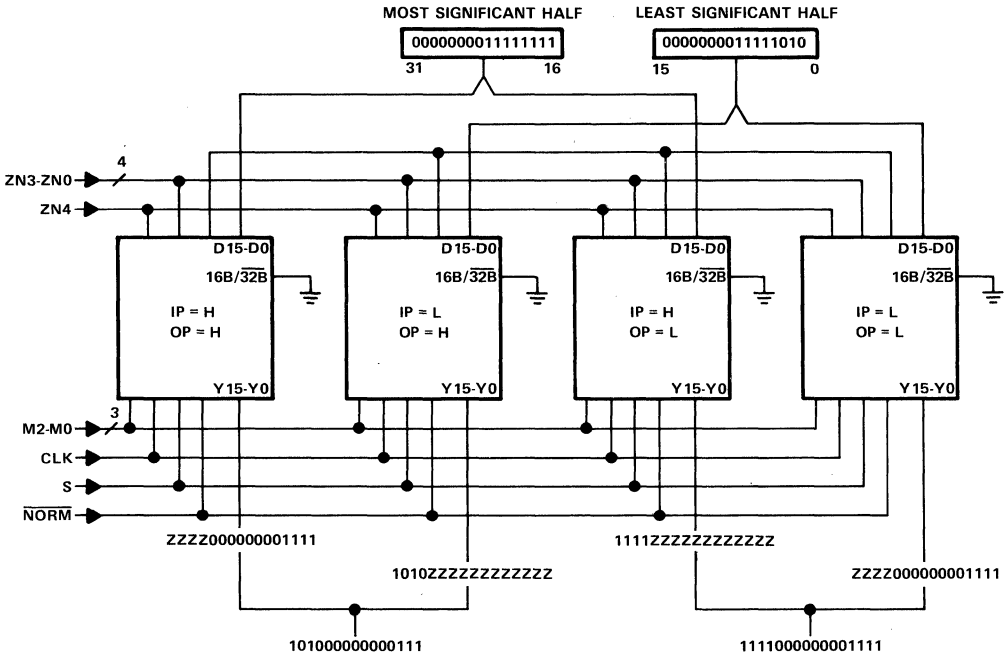 MOST SIGNIFICANT HALF
LEAST SIGNIFICANT HALF
0000000011111111
0000000011111010
31
16
15
0
4
ZN3-ZN0
ZN4
D15-D0
D15-D0
D15-D0
D15-D0
16B/32B
16B/32B
16B/32B
16B/32B
IP = H
OP = H
IP = L
OP = H
IP = H
OP = L
IP = L
OP = L
Y15-Y0
Y15-Y0
Y15-Y0
Y15-Y0
3
M2-M0
CLK
S
NORM
ZZZZ000000001111
1111ZZZZZZZZZZZZ
1010ZZZZZZZZZZZZ
ZZZZ000000001111
101000000000111
1111000000001111